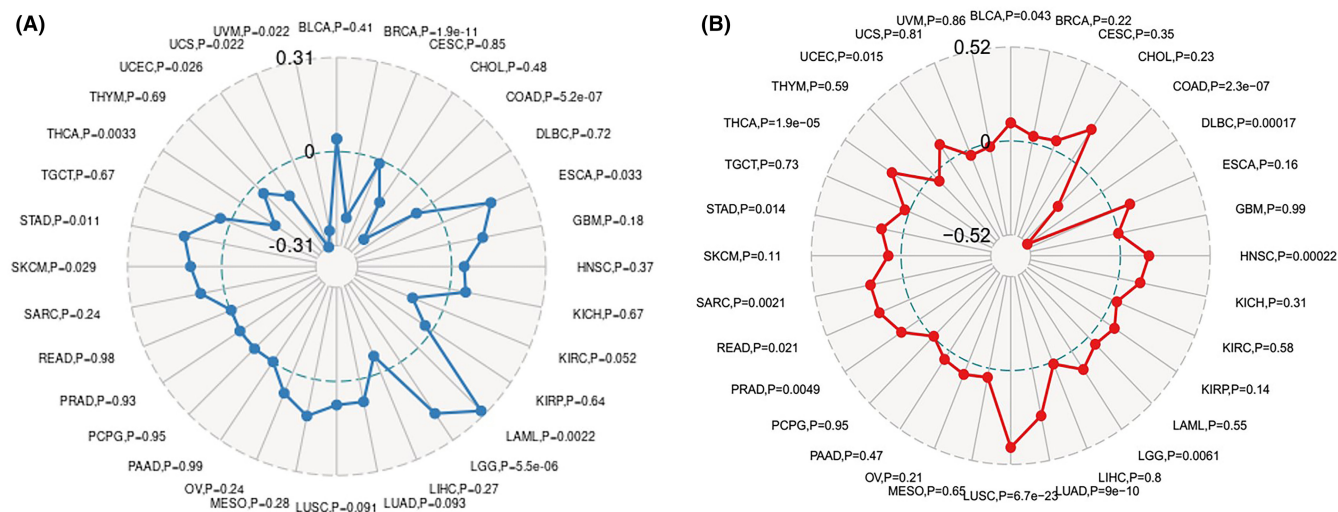 (A)
UVM,P=0.022
BLCA,P=0.41
BRCA,P=1.9e-11
UCS,P=0.022
CESC,P=0.85
UCEC,P=0.026
0.31
CHOL,P=0.48
THYM,P=0.69
COAD,P=5.2e-07
THCA,P=0.0033
0
DLBC,P=0.72
TGCT,P=0.67
ESCA,P=0.033
STAD,P=0.011
-0.31
GBM,P=0.18
SKCM,P=0.029
HNSC,P=0.37
SARC,P=0.24
KICH,P=0.67
READ,P=0.98
KIRC,P=0.052
PRAD,P=0.93
KIRP,P=0.64
PCPG,P=0.95
LAML,P=0.0022
PAAD,P=0.99
LGG,P=5.5e-06
OV,P=0.24
LIHC,P=0.27
MESO,P=0.28
LUSC,P=0.091
LUAD,P=0.093
(B)
UVM,P=0.86
BLCA,P=0.043
BRCA,P=0.22
UCS,P=0.81
CESC,P=0.35
UCEC,P=0.015
0.52
CHOL,P=0.23
THYM,P=0.59
COAD,P=2.3e-07
THCA,P=1.9e-05
0
DLBC,P=0.00017
TGCT,P=0.73
ESCA,P=0.16
STAD,P=0.014
−0.52
GBM,P=0.99
SKCM,P=0.11
HNSC,P=0.00022
SARC,P=0.0021
KICH,P=0.31
READ,P=0.021
KIRC,P=0.58
PRAD,P=0.0049
KIRP,P=0.14
PCPG,P=0.95
LAML,P=0.55
PAAD,P=0.47
LGG,P=0.0061
OV,P=0.21
LIHC,P=0.8
MESO,P=0.65
LUSC,P=6.7e-23
LUAD,P=9e-10